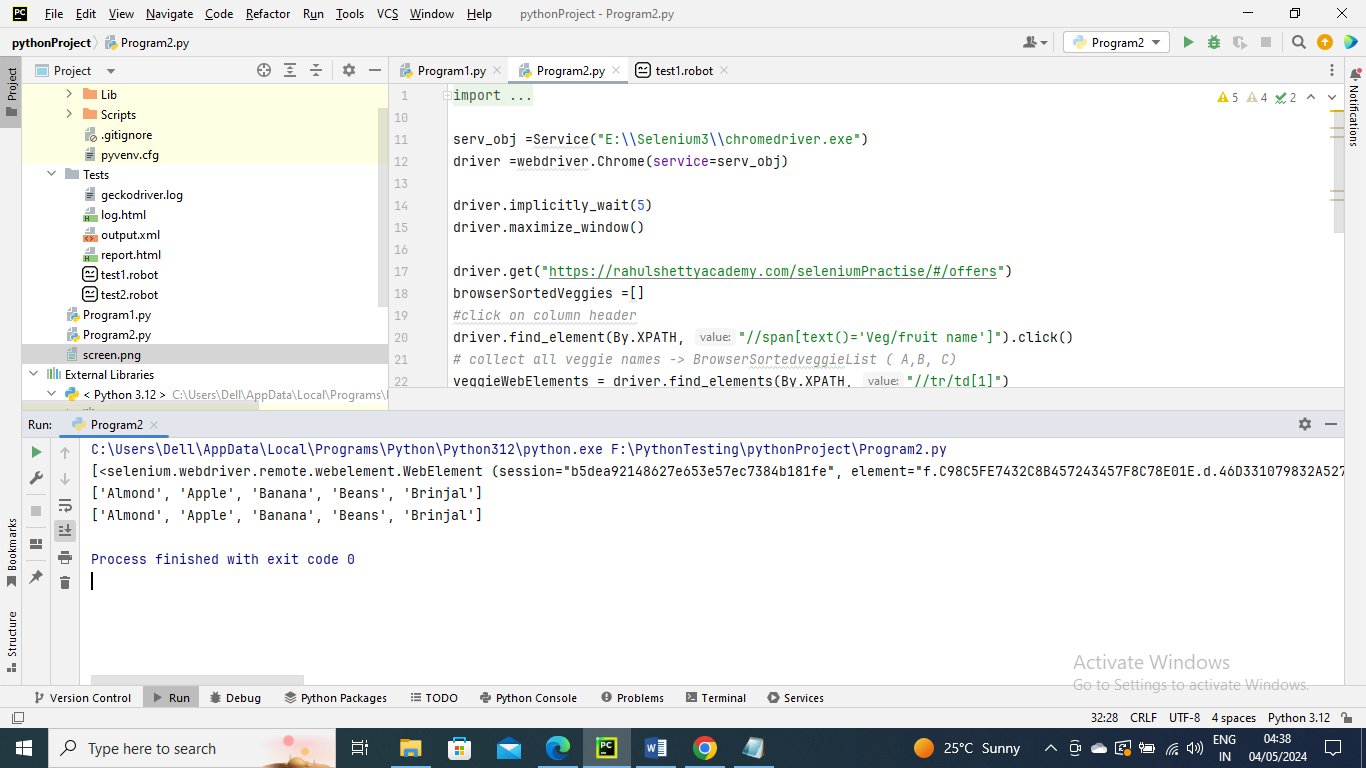 PC File Edit View Navigate Code Refactor Run Tools VCS Window Help pythonProject - Program2.py
pythonProject Program2.py Program2
Project Project Program1.py Program2.py test1.robot Notifications
Lib
Scripts
.gitignore
pyvenv.cfg
Tests
geckodriver.log
log.html
output.xml
report.html
test1.robot
test2.robot
Program1.py
Program2.py
screen.png
External Libraries
< Python 3.12 > C:\Users\Dell\AppData\Local\Programs\
5 4 2
1 import ...
10
11 serv_obj =Service("E:\\Selenium3\\chromedriver.exe")
12 driver =webdriver.Chrome(service=serv_obj)
13
14 driver.implicitly_wait(5)
15 driver.maximize_window()
16
17 driver.get("https://rahulshettyacademy.com/seleniumPractise/#/offers")
18 browserSortedVeggies =[]
19 #click on column header
20 driver.find_element(By.XPATH, value: "//span[text()='Veg/fruit name']").click()
21 # collect all veggie names -> BrowserSortedveggieList ( A,B, C)
22 veggieWebElements = driver.find_elements(By.XPATH, value: "//tr/td[1]")
Run: Program2
C:\Users\Dell\AppData\Local\Programs\Python\Python312\python.exe F:\PythonTesting\pythonProject\Program2.py
[<selenium.webdriver.remote.webelement.WebElement (session="b5dea92148627e653e57ec7384b181fe", element="f.C98C5FE7432C8B457243457F8C78E01E.d.46D331079832A527
['Almond', 'Apple', 'Banana', 'Beans', 'Brinjal']
['Almond', 'Apple', 'Banana', 'Beans', 'Brinjal']
Process finished with exit code 0
Bookmarks
Structure
Activate Windows
Go to Settings to activate Windows.
Version Control Run Debug Python Packages TODO Python Console Problems Terminal Services
32:28 CRLF UTF-8 4 spaces Python 3.12
Type here to search PC 25°C Sunny ENG 04:38
IN 04/05/2024